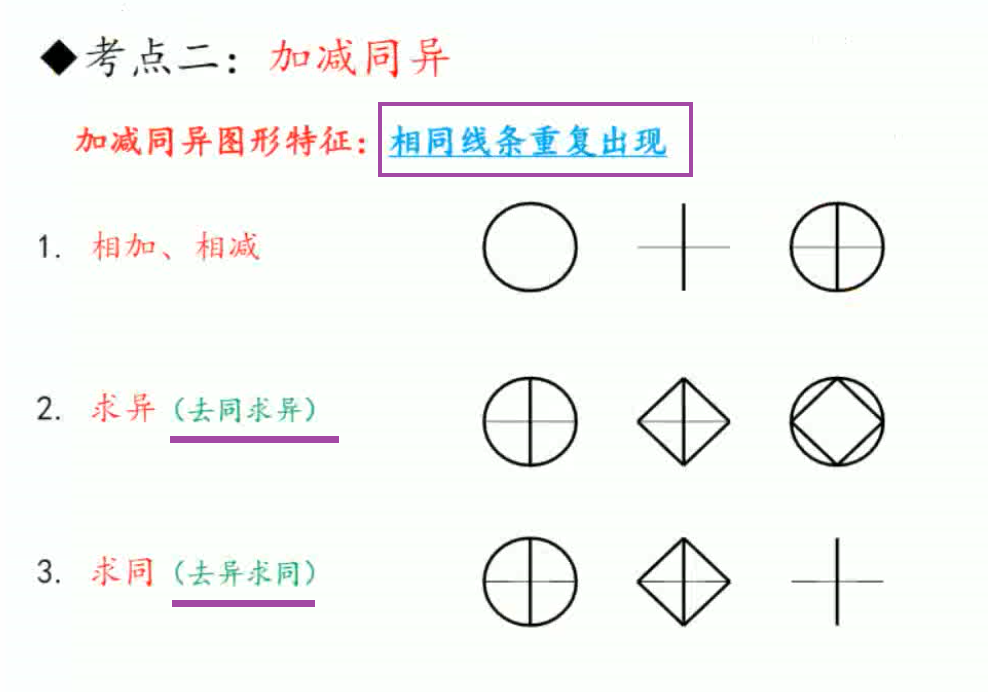 ◆考点二：加减同异
加减同异图形特征：相同线条重复出现
1. 相加、相减
2. 求异（去同求异）
3. 求同（去异求同）